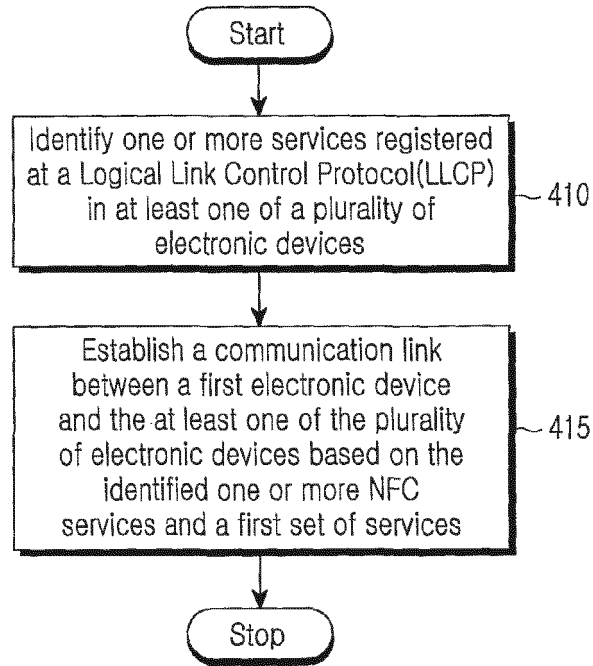 Start
Identify one or more services registered
at a Logical Link Control Protocol(LLCP)
in at least one of a plurality of
electronic devices
410
Establish a communication link
between a first electronic device
and the at least one of the plurality
of electronic devices based on the
identified one or more NFC
services and a first set of services
415
Stop